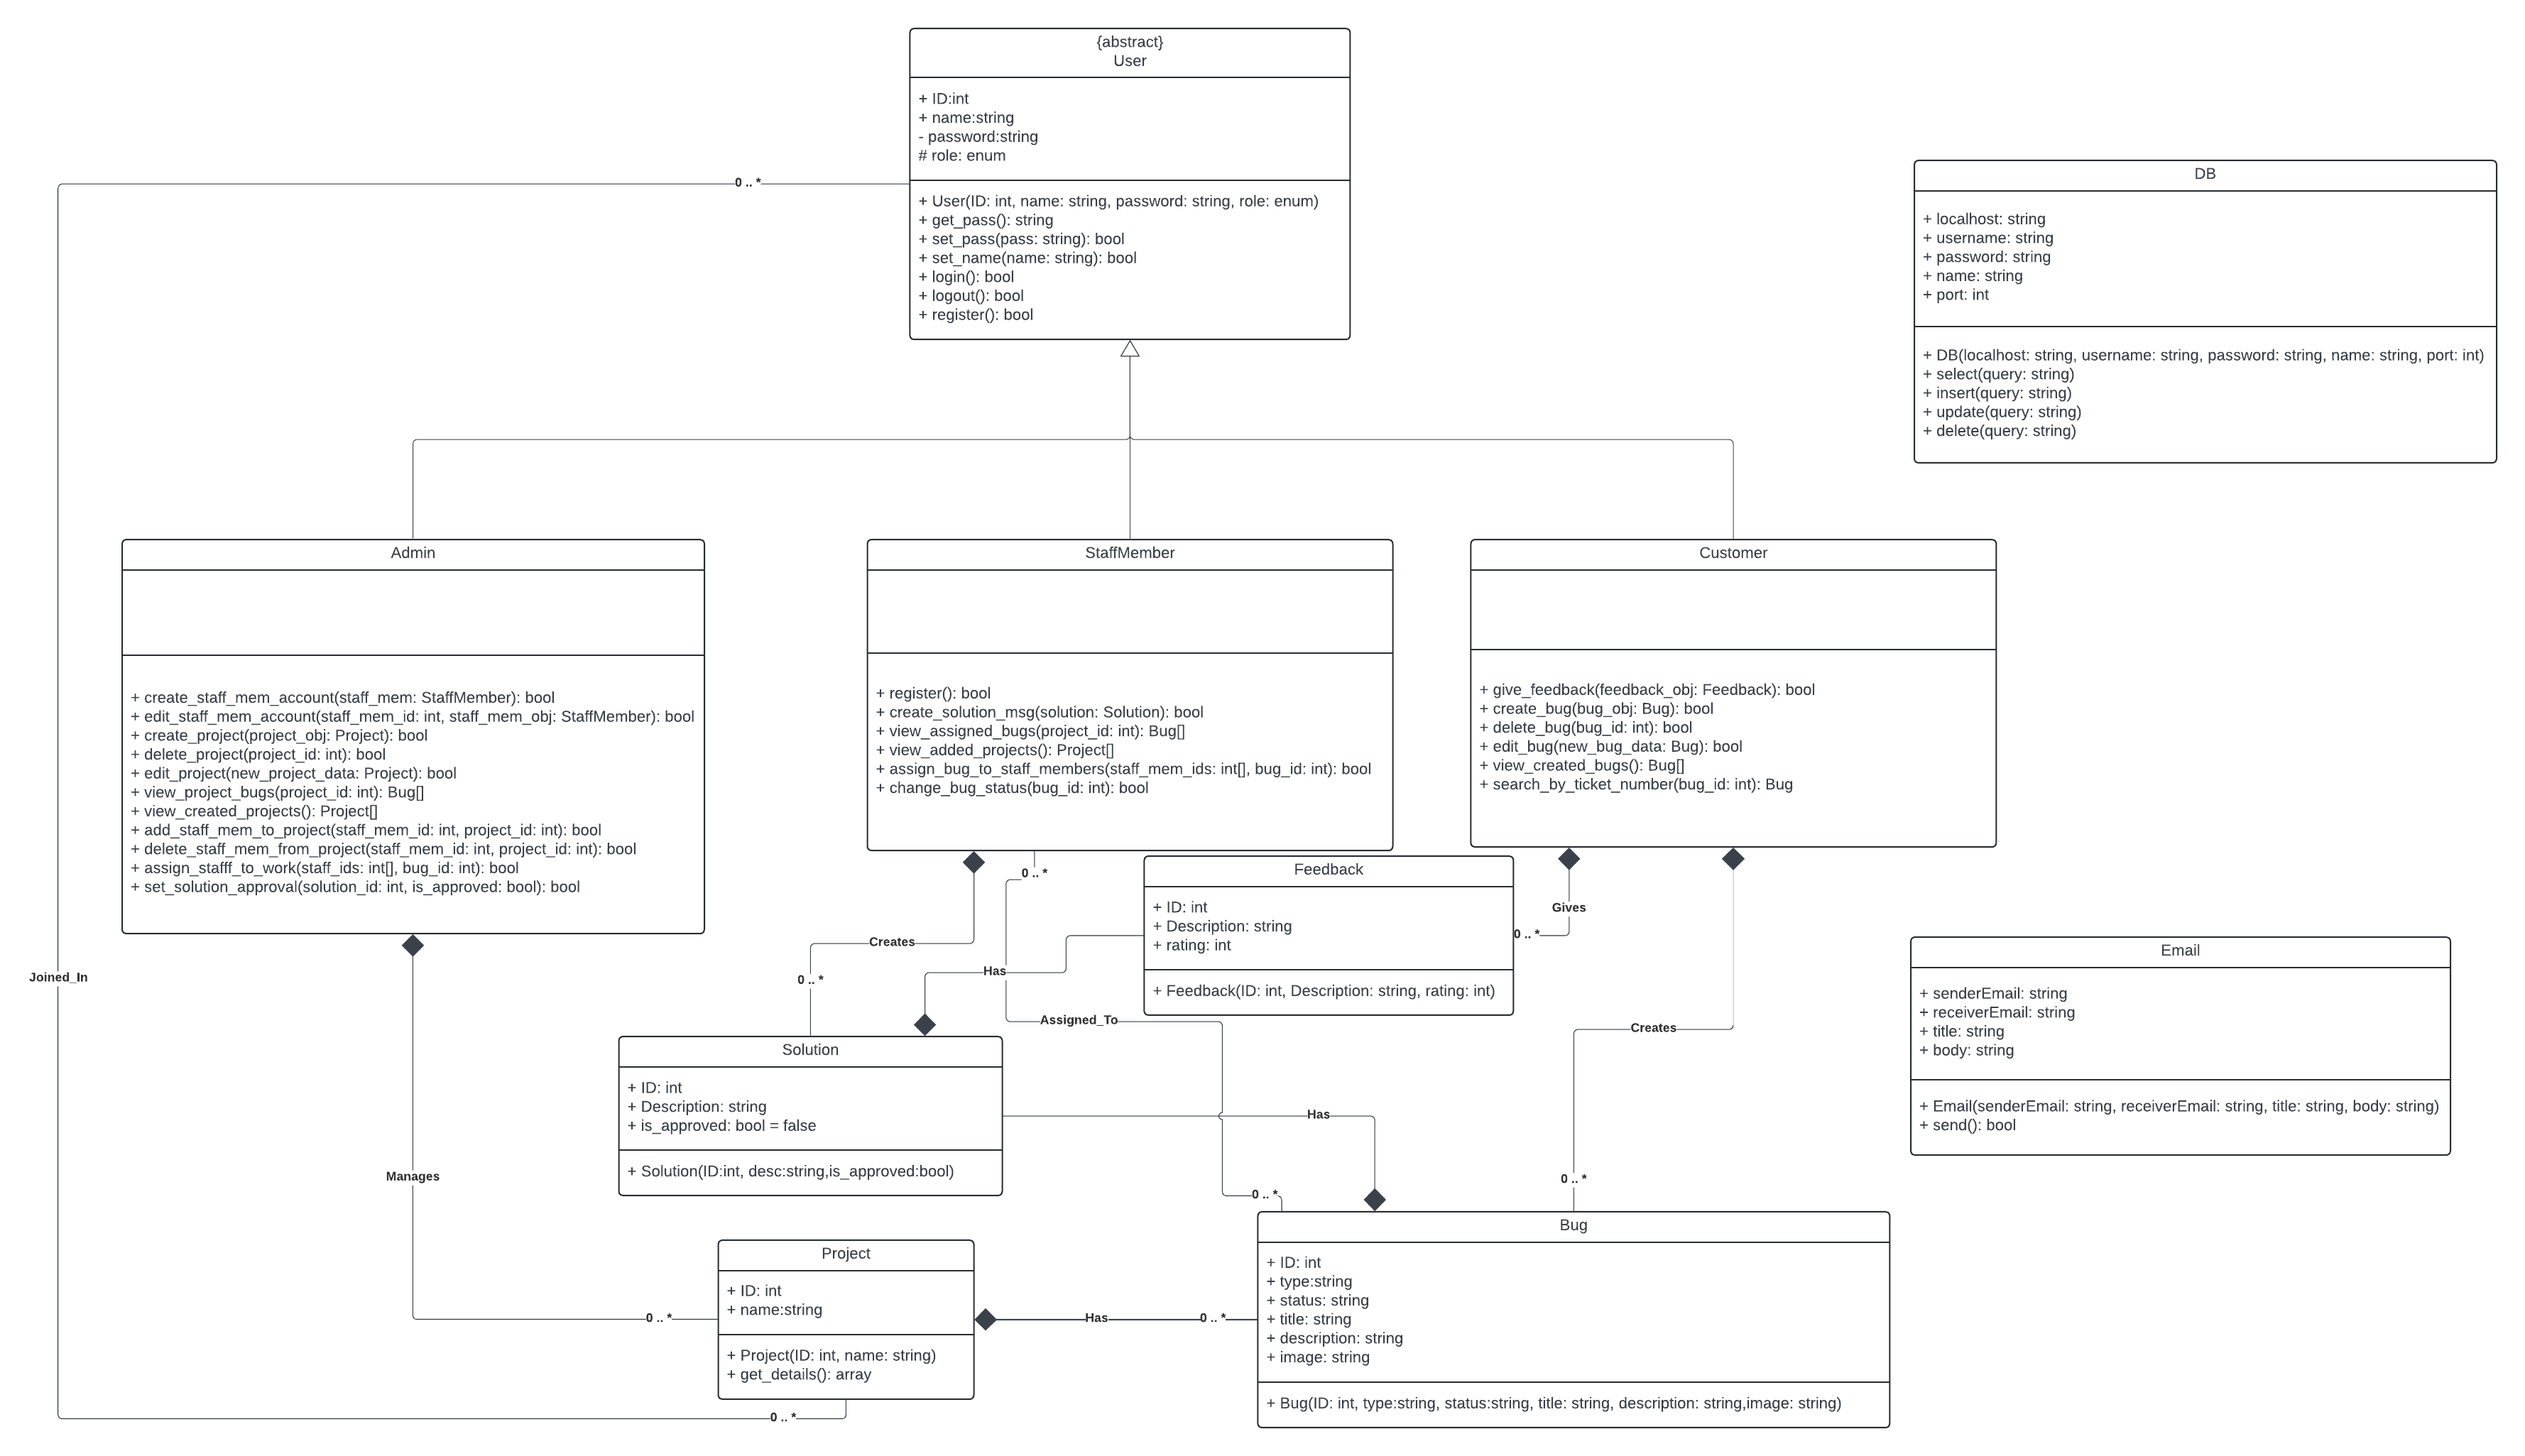 {abstract}
User
+ ID:int
+ name:string
- password:string
# role: enum
+ User(ID: int, name: string, password: string, role: enum)
+ get_pass(): string
+ set_pass(pass: string): bool
+ set_name(name: string): bool
+ login(): bool
+ logout(): bool
+ register(): bool
0 .. *
DB
+ localhost: string
+ username: string
+ password: string
+ name: string
+ port: int
+ DB(localhost: string, username: string, password: string, name: string, port: int)
+ select(query: string)
+ insert(query: string)
+ update(query: string)
+ delete(query: string)
Admin
+ create_staff_mem_account(staff_mem: StaffMember): bool
+ edit_staff_mem_account(staff_mem_id: int, staff_mem_obj: StaffMember): bool
+ create_project(project_obj: Project): bool
+ delete_project(project_id: int): bool
+ edit_project(new_project_data: Project): bool
+ view_project_bugs(project_id: int): Bug[]
+ view_created_projects(): Project[]
+ add_staff_mem_to_project(staff_mem_id: int, project_id: int): bool
+ delete_staff_mem_from_project(staff_mem_id: int, project_id: int): bool
+ assign_stafff_to_work(staff_ids: int[], bug_id: int): bool
+ set_solution_approval(solution_id: int, is_approved: bool): bool
StaffMember
+ register(): bool
+ create_solution_msg(solution: Solution): bool
+ view_assigned_bugs(project_id: int): Bug[]
+ view_added_projects(): Project[]
+ assign_bug_to_staff_members(staff_mem_ids: int[], bug_id: int): bool
+ change_bug_status(bug_id: int): bool
Customer
+ give_feedback(feedback_obj: Feedback): bool
+ create_bug(bug_obj: Bug): bool
+ delete_bug(bug_id: int): bool
+ edit_bug(new_bug_data: Bug): bool
+ view_created_bugs(): Bug[]
+ search_by_ticket_number(bug_id: int): Bug
0 .. *
Feedback
+ ID: int
+ Description: string
+ rating: int
+ Feedback(ID: int, Description: string, rating: int)
Gives
0 .. *
Creates
0 .. *
Has
Joined_In
Email
+ senderEmail: string
+ receiverEmail: string
+ title: string
+ body: string
+ Email(senderEmail: string, receiverEmail: string, title: string, body: string)
+ send(): bool
Assigned_To
Creates
Solution
+ ID: int
+ Description: string
+ is_approved: bool = false
+ Solution(ID:int, desc:string,is_approved:bool)
Has
Manages
0 .. *
0 .. *
Project
+ ID: int
+ name:string
+ Project(ID: int, name: string)
+ get_details(): array
0 .. *
Has
0 .. *
Bug
+ ID: int
+ type:string
+ status: string
+ title: string
+ description: string
+ image: string
+ Bug(ID: int, type:string, status:string, title: string, description: string,image: string)
0 .. *